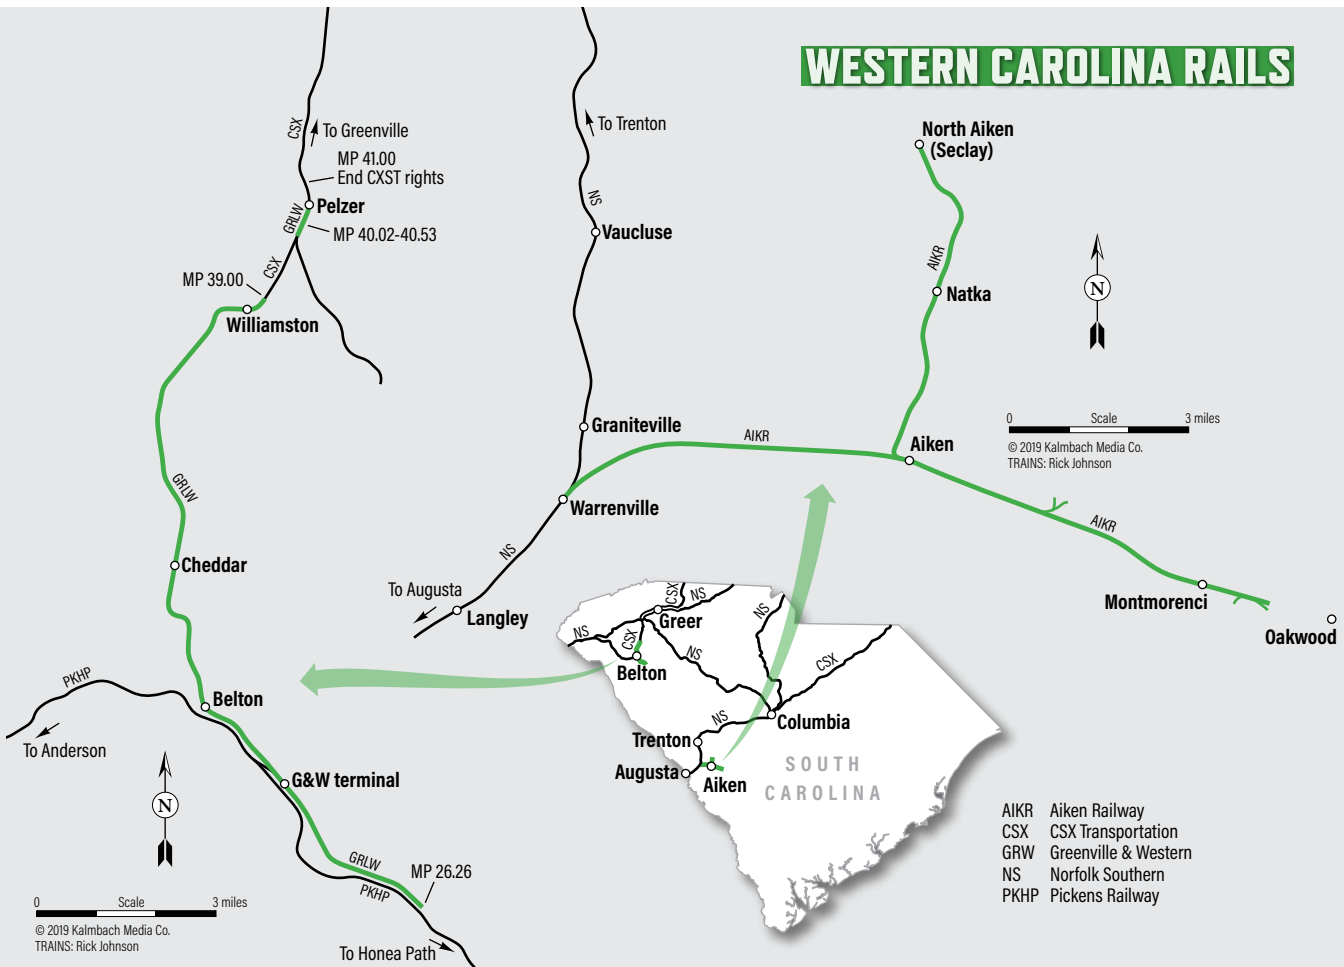 WESTERN CAROLINA RAILS
CSX
To Greenville
MP 41.00
End CXST rights
Pelzer
GRLW
MP 40.02-40.53
CSX
MP 39.00
Williamston
GRLW
Cheddar
PKHP
Belton
To Anderson
G&W terminal
N
GRLW
MP 26.26
PKHP
To Honea Path
0 Scale 3 miles
© 2019 Kalmbach Media Co.
TRAINS: Rick Johnson
To Trenton
NS
Vaucluse
Graniteville
AIKR
Warrenville
NS
To Augusta
Langley
North Aiken
(Seclay)
AIKR
Natka
Aiken
AIKR
Montmorenci
Oakwood
N
0 Scale 3 miles
© 2019 Kalmbach Media Co.
TRAINS: Rick Johnson
CSX
NS
Greer
NS
CSX
NS
NS
CSX
Belton
NS
Columbia
Trenton
Augusta
Aiken
SOUTH
CAROLINA
AIKR Aiken Railway
CSX CSX Transportation
GRW Greenville & Western
NS Norfolk Southern
PKHP Pickens Railway